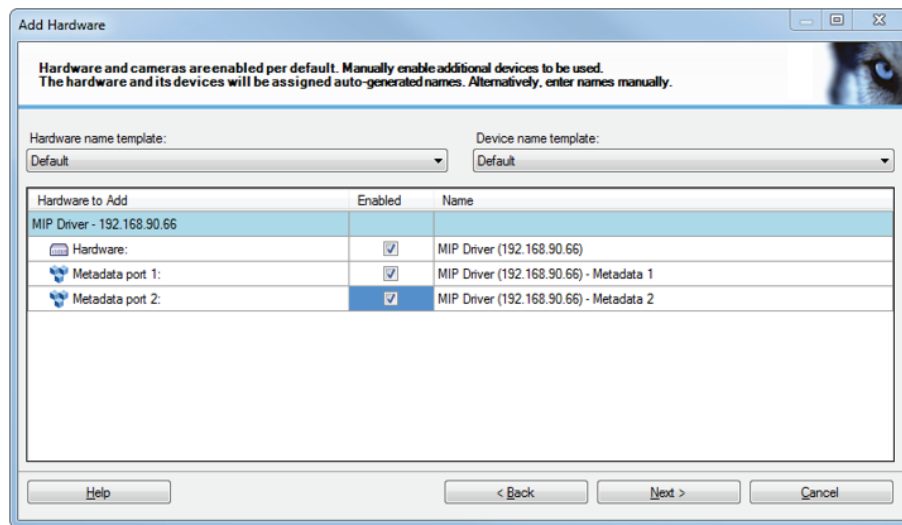 Add Hardware
Hardware and cameras are enabled per default. Manually enable additional devices to be used.
The hardware and its devices will be assigned auto-generated names. Alternatively, enter names manually.
Hardware name template:
Device name template:
Default
Default
Hardware to Add Enabled Name
MIP Driver - 192.168.90.66
Hardware: MIP Driver (192.168.90.66)
Metadata port 1: MIP Driver (192.168.90.66) - Metadata 1
Metadata port 2: MIP Driver (192.168.90.66) - Metadata 2
Help < Back Next > Cancel